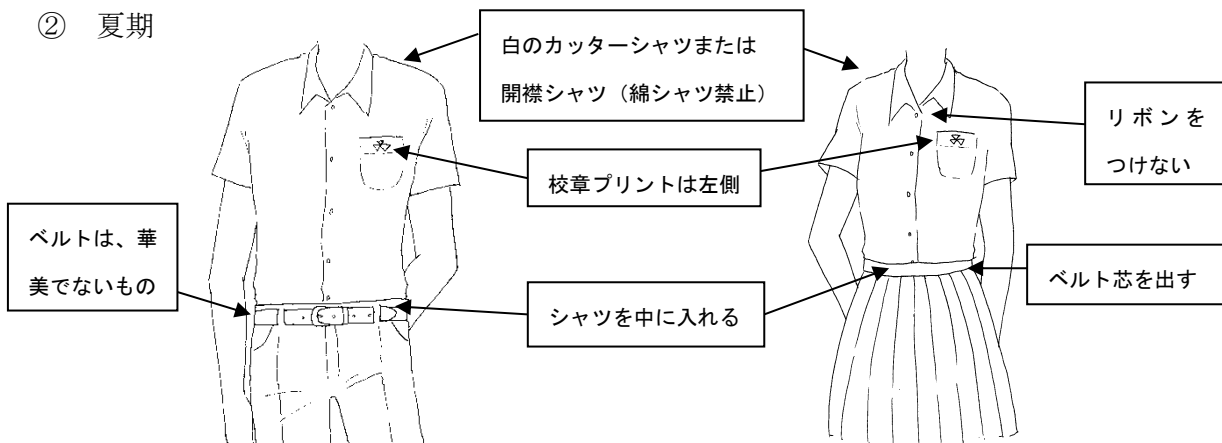 ② 夏期
白のカッターシャツまたは
開襟シャツ（綿シャツ禁止）
リボンを
つけない
校章プリントは左側
ベルトは、華
美でないもの
シャツを中に入れる
ベルト芯を出す